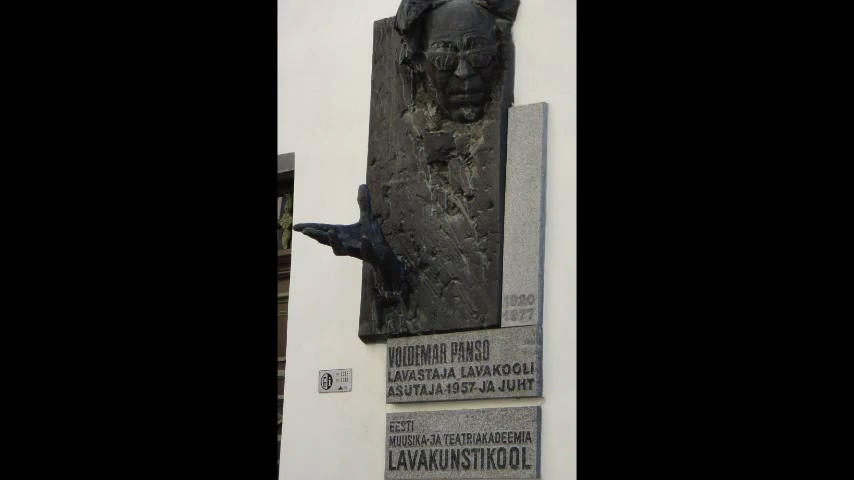 1920
1977
VOLDEMAR PANSO
LAVASTAJA, LAVAKOOLI
ASUTAJA·1957·JA JUHT
EESTI
MUUSIKA-JA TEATRIAKADEEMIA
LAVAKUNSTIKOOL